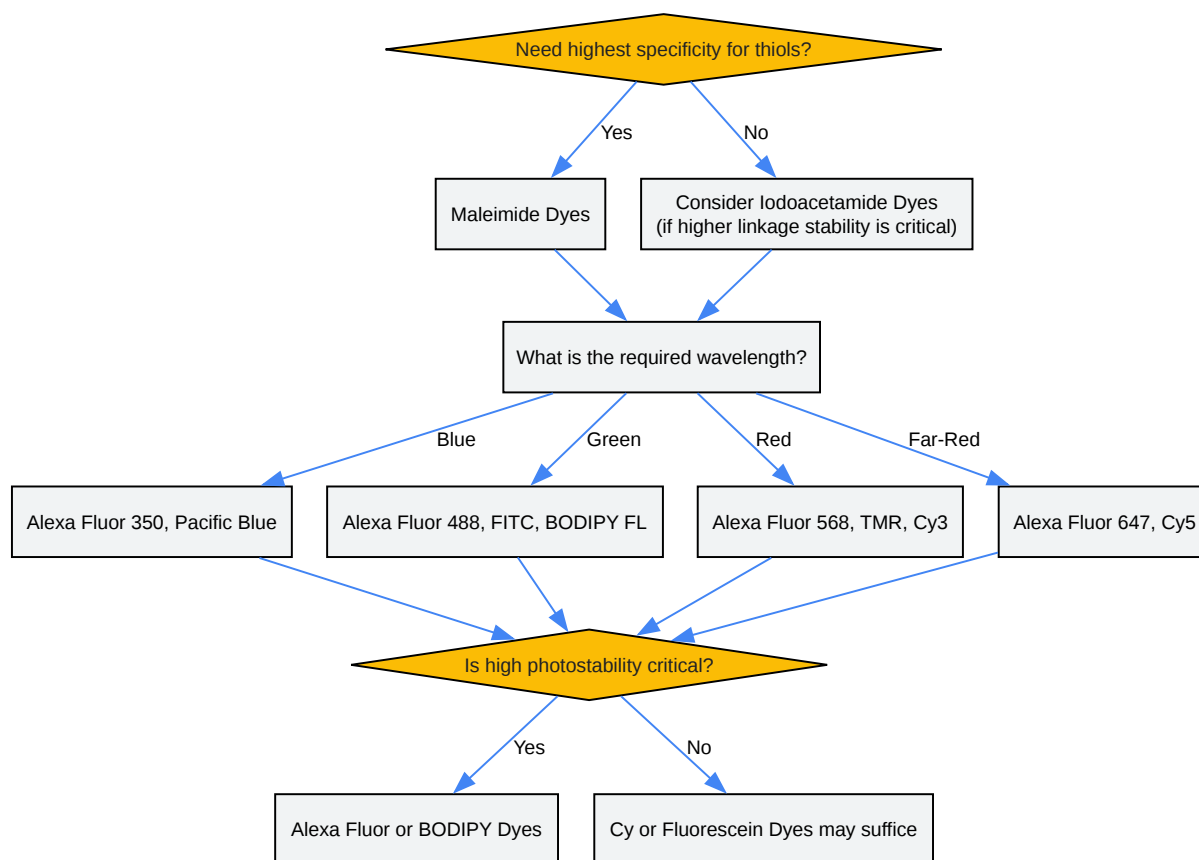 Need highest specificity for thiols?
Yes
No
Maleimide Dyes
Consider Iodoacetamide Dyes
(if higher linkage stability is critical)
What is the required wavelength?
Blue
Green
Red
Far-Red
Alexa Fluor 350, Pacific Blue
Alexa Fluor 488, FITC, BODIPY FL
Alexa Fluor 568, TMR, Cy3
Alexa Fluor 647, Cy5
Is high photostability critical?
Yes
No
Alexa Fluor or BODIPY Dyes
Cy or Fluorescein Dyes may suffice